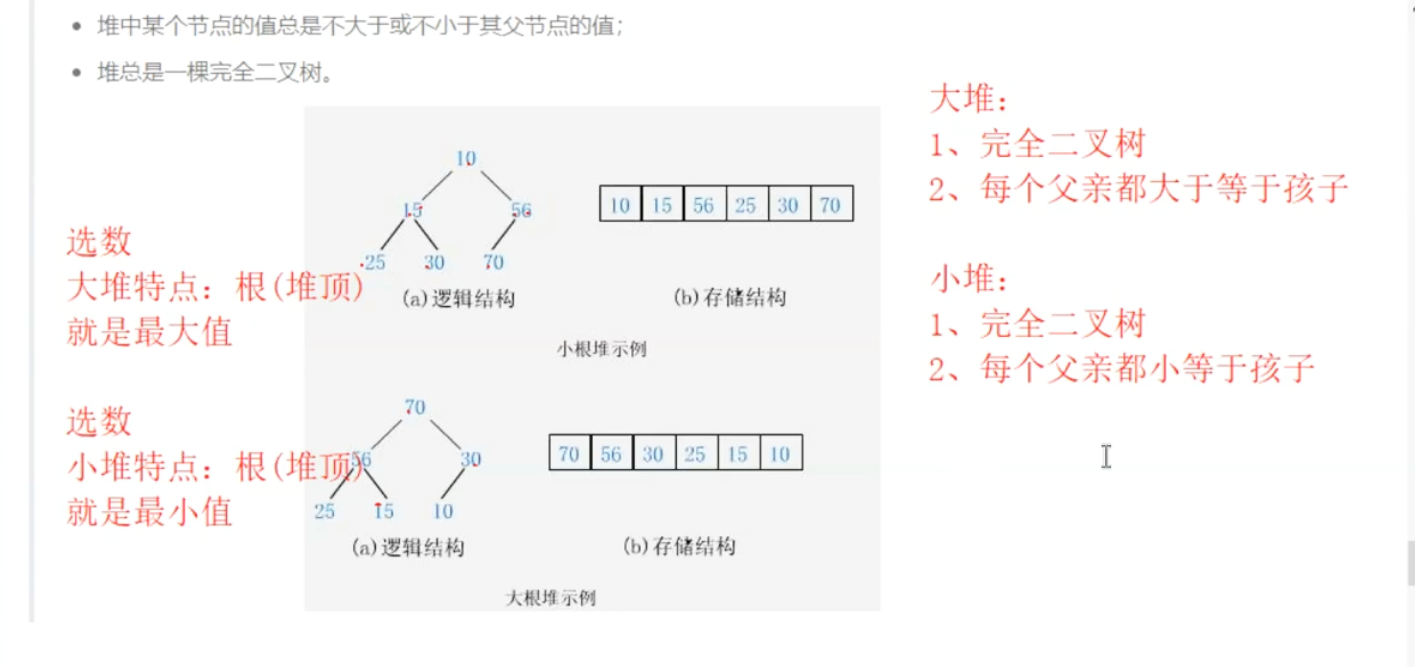 • 堆中某个节点的值总是不大于或不小于其父节点的值；
• 堆总是一棵完全二叉树。
10
15 56
25 30 70
(a)逻辑结构
10 15 56 25 30 70
(b)存储结构
小根堆示例
70
56 30
25 15 10
(a)逻辑结构
70 56 30 25 15 10
(b)存储结构
大根堆示例
选数
大堆特点：根(堆顶)
就是最大值
选数
小堆特点：根(堆顶)
就是最小值
大堆：
1、完全二叉树
2、每个父亲都大于等于孩子
小堆：
1、完全二叉树
2、每个父亲都小等于孩子